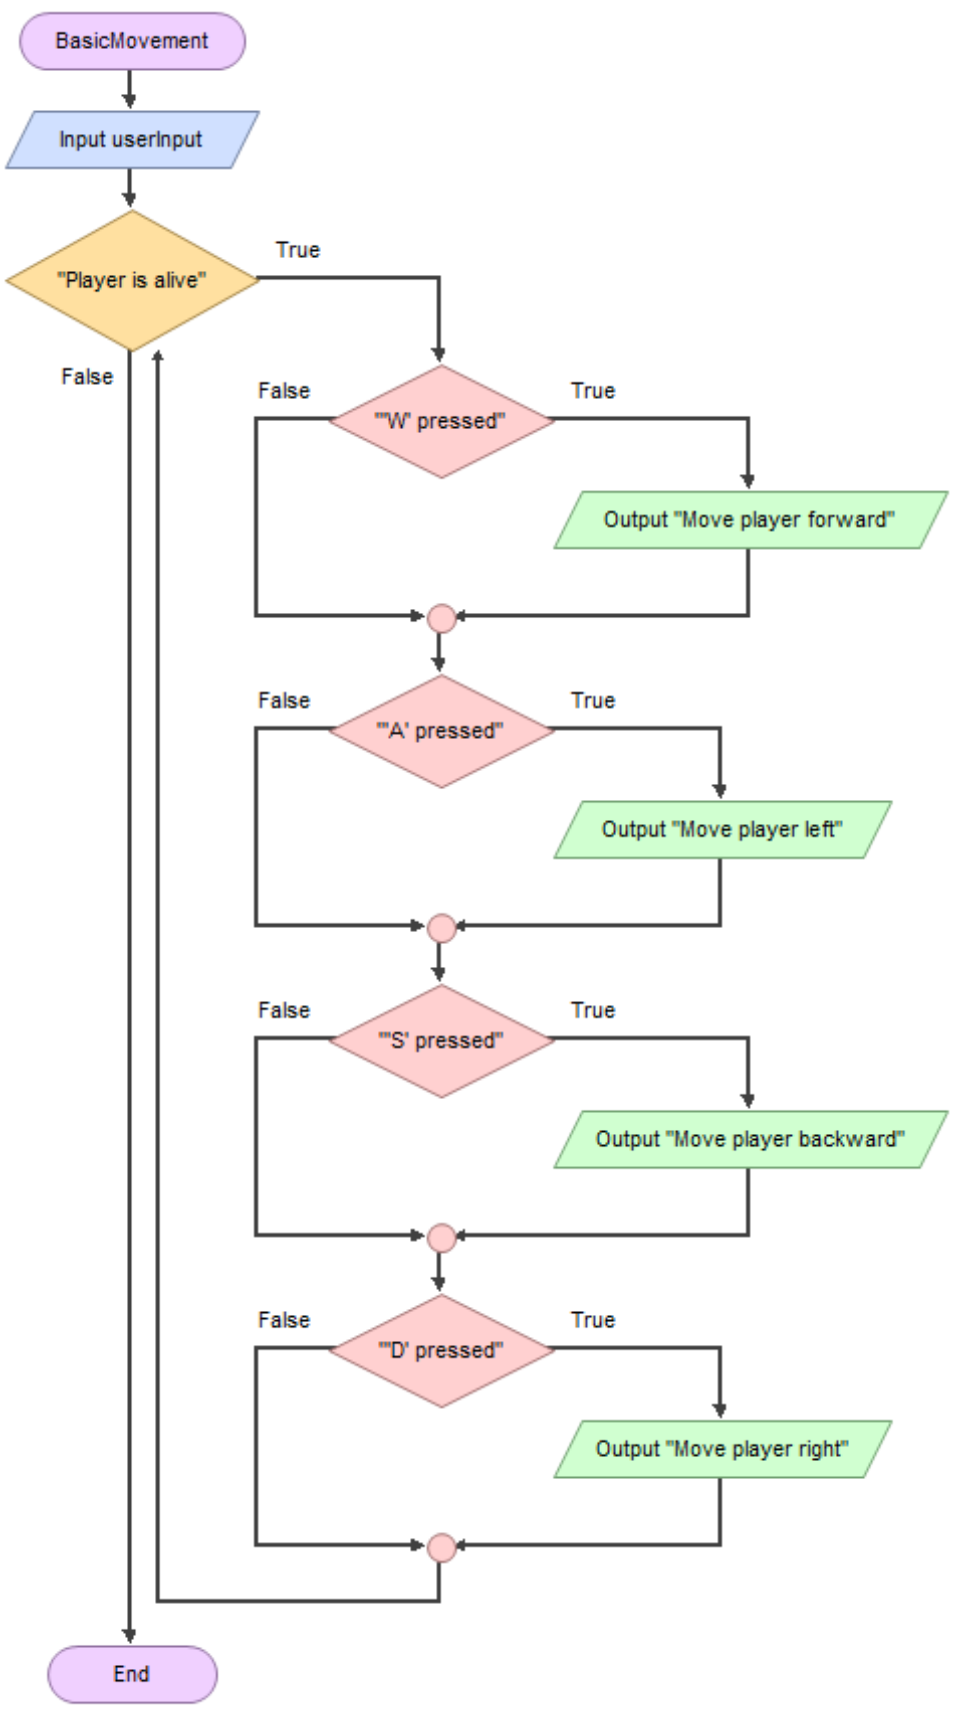 BasicMovement
Input userInput
"Player is alive"
True
False
"'W' pressed"
False
True
Output "Move player forward"
"'A' pressed"
False
True
Output "Move player left"
"'S' pressed"
False
True
Output "Move player backward"
"'D' pressed"
False
True
Output "Move player right"
End